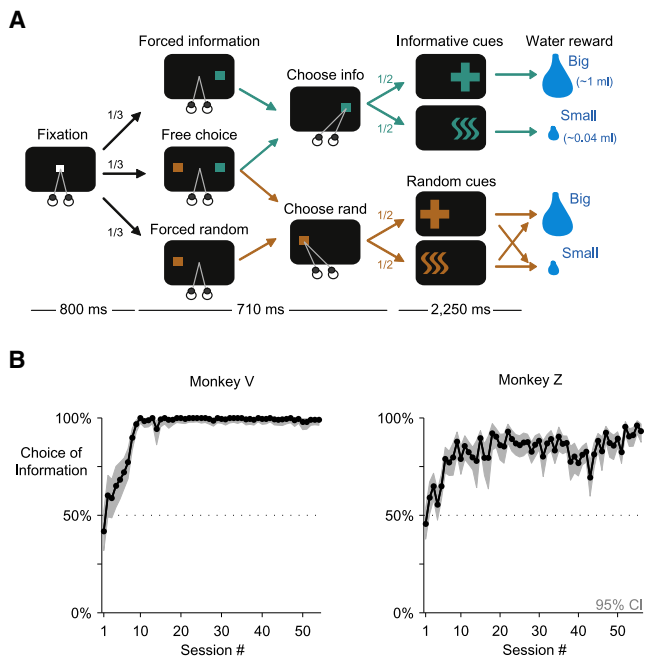 A
Forced information
Informative cues
Water reward
Choose info
Big
(~1 ml)
1/2
1/2
1/3
Fixation
Free choice
Small
(~0.04 ml)
1/3
Random cues
Choose rand
Big
1/3
Forced random
1/2
1/2
Small
800 ms
710 ms
2,250 ms
B
Monkey V
Monkey Z
100%
100%
Choice of
Information
50%
50%
0%
0%
95% CI
1 10 20 30 40 50
1 10 20 30 40 50
Session #
Session #